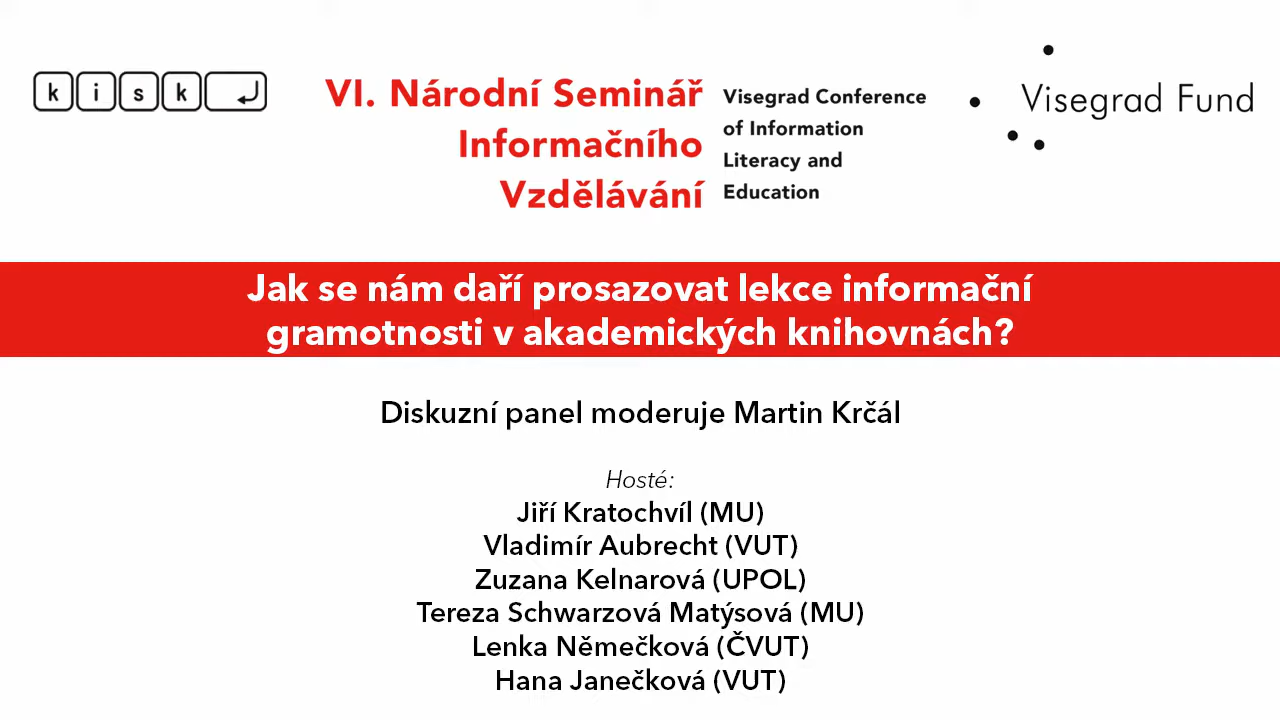 kisk
VI. Národní Seminář
Informačního
Vzdělávání
Visegrad Conference
of Information
Literacy and
Education
Visegrad Fund
Jak se nám daří prosazovat lekce informační
gramotnosti v akademických knihovnách?
Diskuzní panel moderuje Martin Krčál
Hosté:
Jiří Kratochvíl (MU)
Vladimír Aubrecht (VUT)
Zuzana Kelnarová (UPOL)
Tereza Schwarzová Matýsová (MU)
Lenka Němečková (ČVUT)
Hana Janečková (VUT)